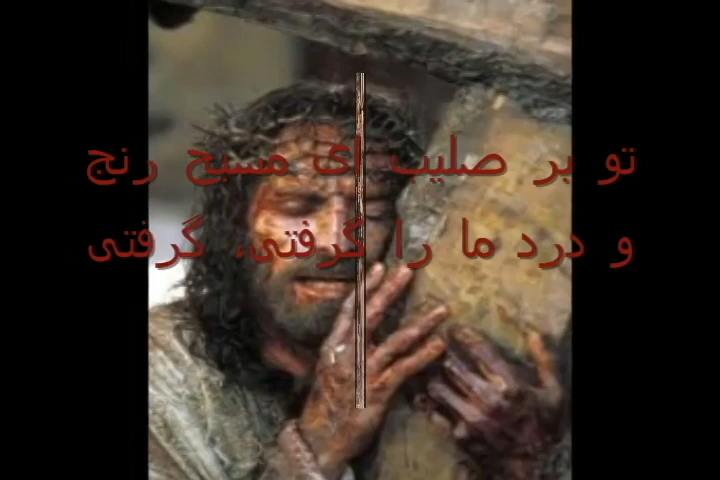 تو بر صلیب ای مسیح رنج
و درد ما را گرفتی، گرفتی